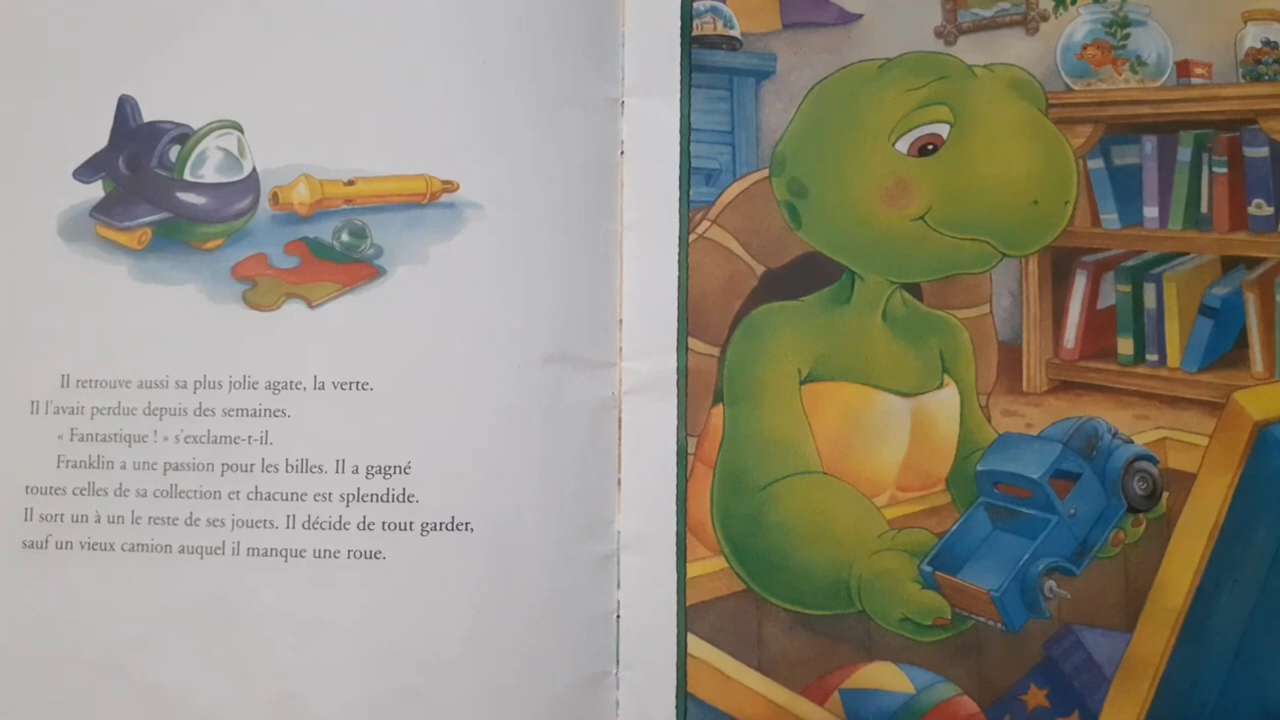 Il retrouve aussi sa plus jolie agate, la verte.
Il l'avait perdue depuis des semaines.
« Fantastique ! » s'exclame-t-il.
Franklin a une passion pour les billes. Il a gagné
toutes celles de sa collection et chacune est splendide.
Il sort un à un le reste de ses jouets. Il décide de tout garder,
sauf un vieux camion auquel il manque une roue.